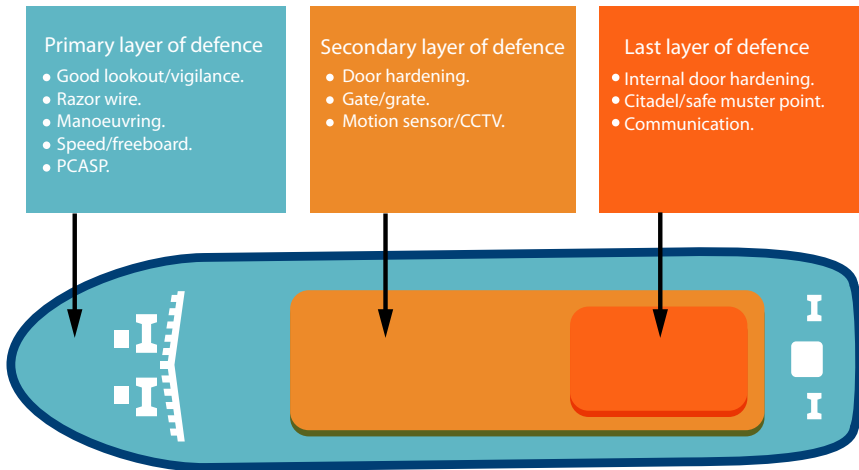 Primary layer of defence
• Good lookout/vigilance.
• Razor wire.
• Manoeuvring.
• Speed/freeboard.
• PCASP.
Secondary layer of defence
• Door hardening.
• Gate/grate.
• Motion sensor/CCTV.
Last layer of defence
• Internal door hardening.
• Citadel/safe muster point.
• Communication.